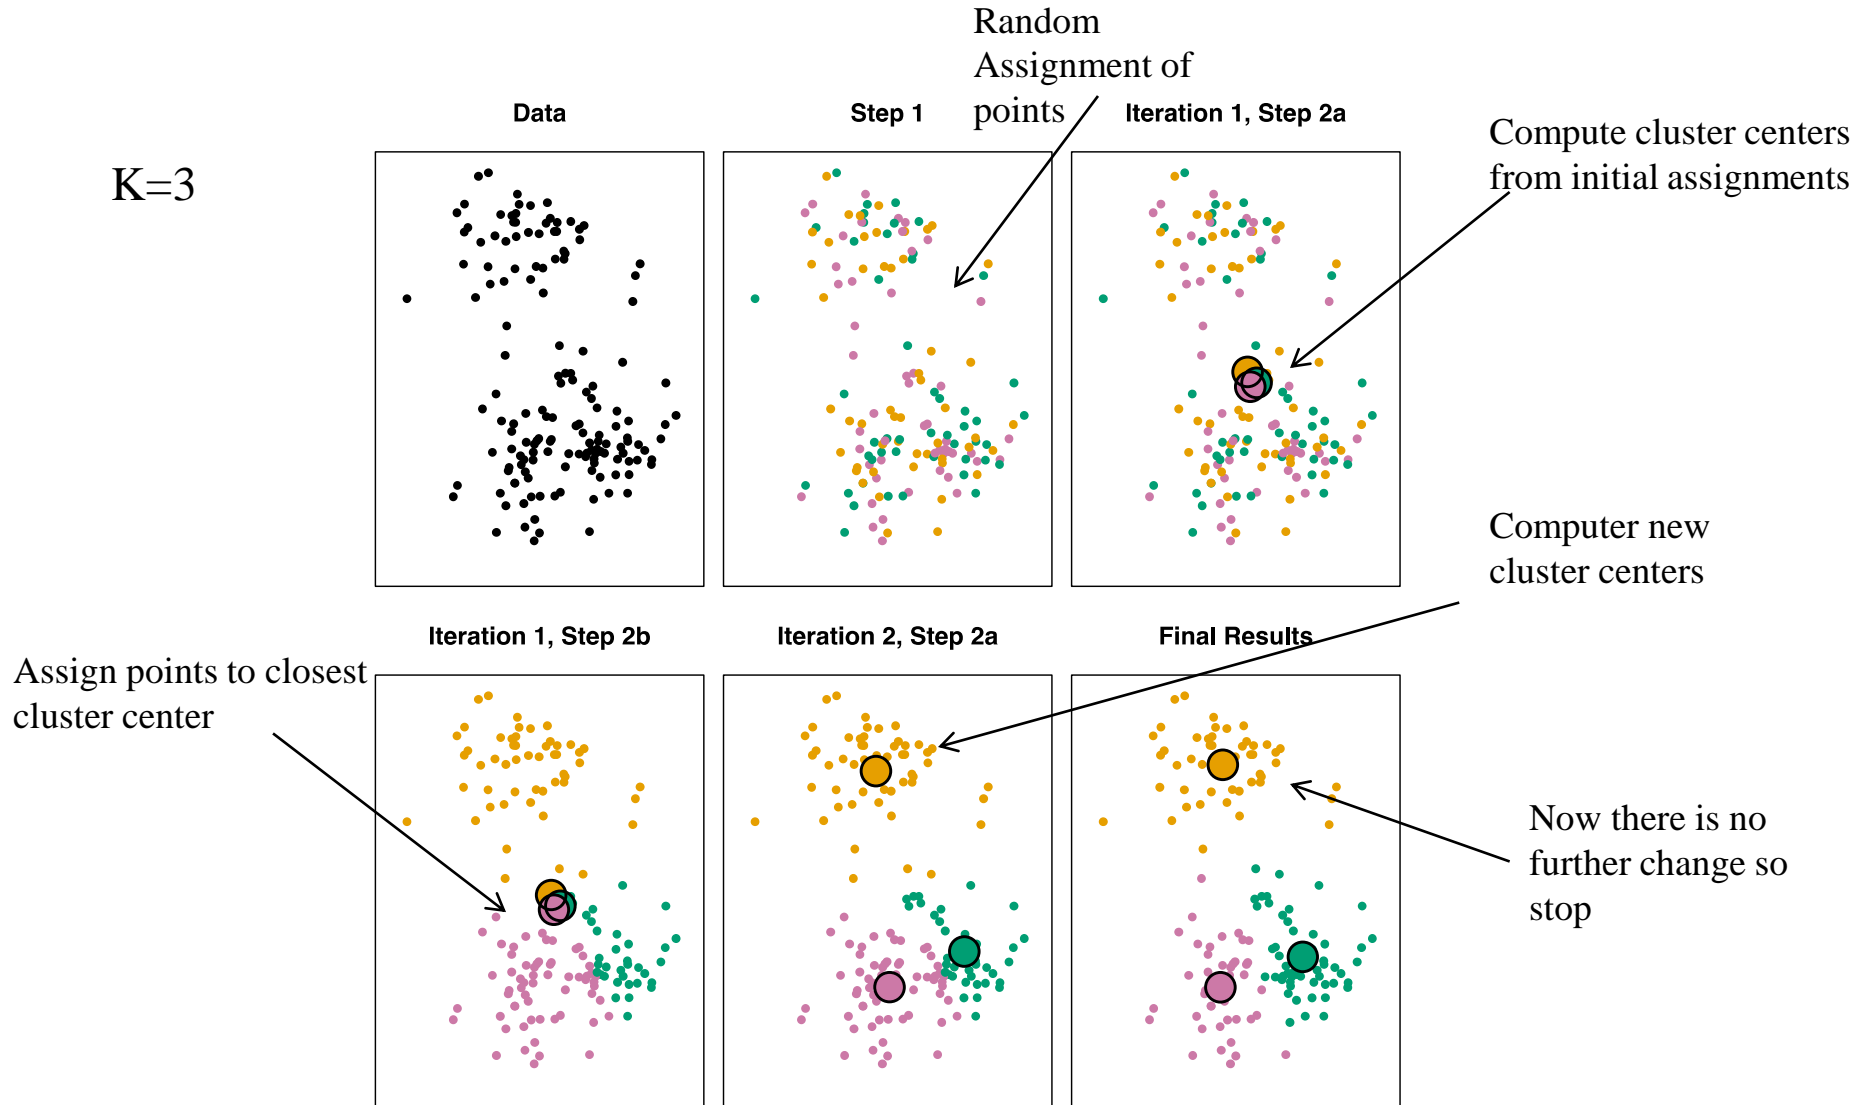 Random
Assignment of
points
Data
Step 1
Iteration 1, Step 2a
Compute cluster centers
from initial assignments
K=3
Computer new
cluster centers
Iteration 1, Step 2b
Iteration 2, Step 2a
Final Results
Assign points to closest
cluster center
Now there is no
further change so
stop